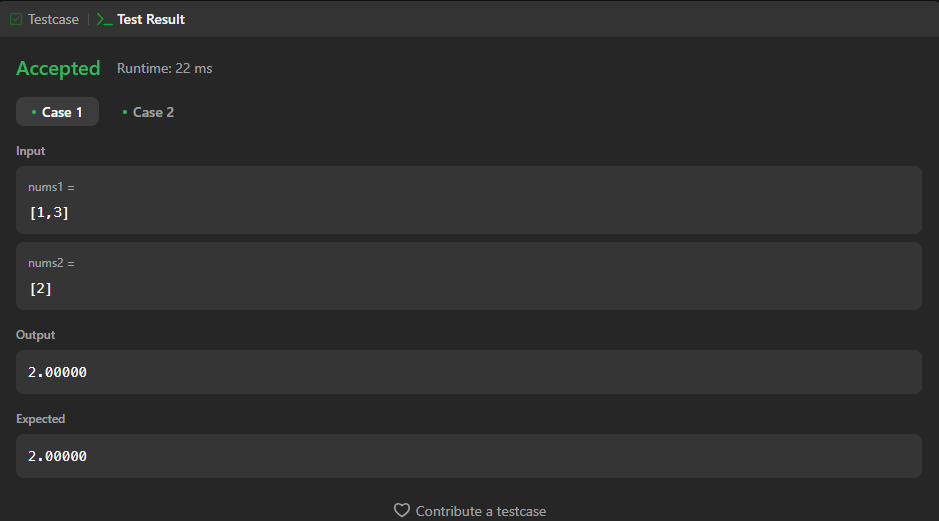 Testcase | Test Result
Accepted Runtime: 22 ms
Case 1 Case 2
Input
nums1 =
[1,3]
nums2 =
[2]
Output
2.00000
Expected
2.00000
Contribute a testcase